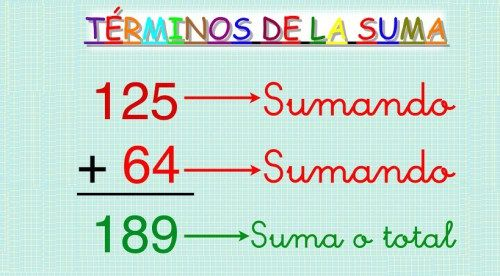 TÉRMINOS DE LA SUMA
125 Sumando
+ 64 Sumando
189 Suma o total